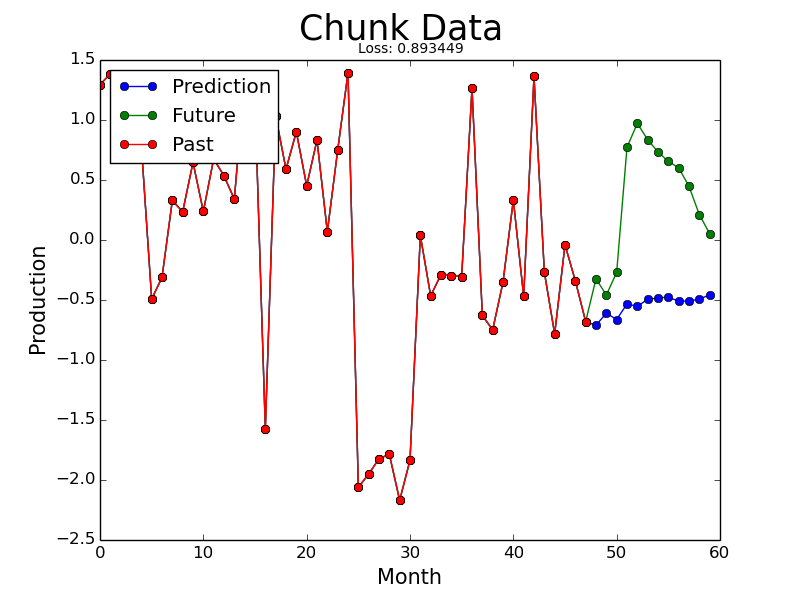 Chunk Data
Loss: 0.893449
1.5
1.0
0.5
0.0
−0.5
−1.0
−1.5
−2.0
−2.5
Production
Prediction
Future
Past
0 10 20 30 40 50 60
Month